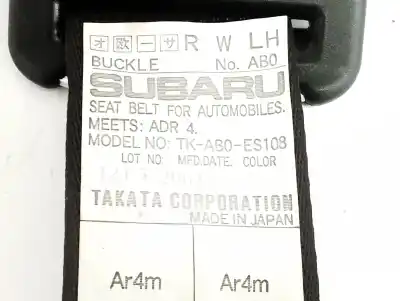 オ 欧 ー サ R W LH
BUCKLE No. AB0
SUBARU
SEAT BELT FOR AUTOMOBILES.
MEETS: ADR 4.
MODEL NO: TK-AB0-ES108
LOT NO: MFD.DATE. COLOR
TAKATA CORPORATION
MADE IN JAPAN
Ar4m Ar4m